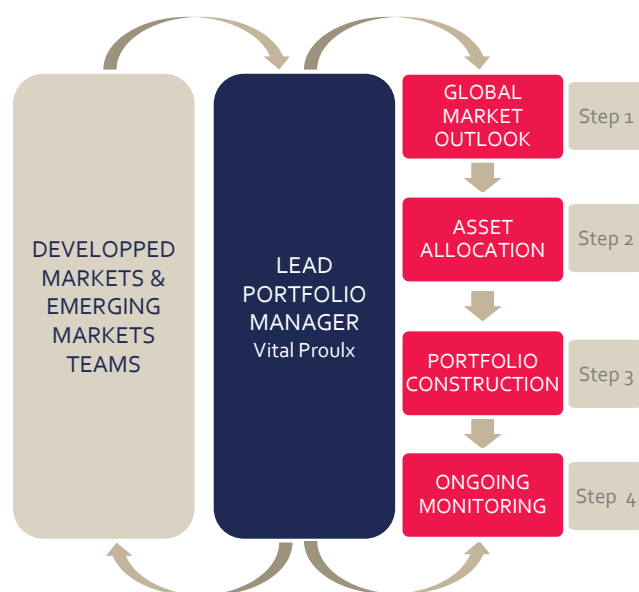 DEVELOPPED
MARKETS &
EMERGING
MARKETS
TEAMS
LEAD
PORTFOLIO
MANAGER
Vital Proulx
GLOBAL
MARKET
OUTLOOK
Step 1
ASSET
ALLOCATION
Step 2
PORTFOLIO
CONSTRUCTION
Step 3
ONGOING
MONITORING
Step 4